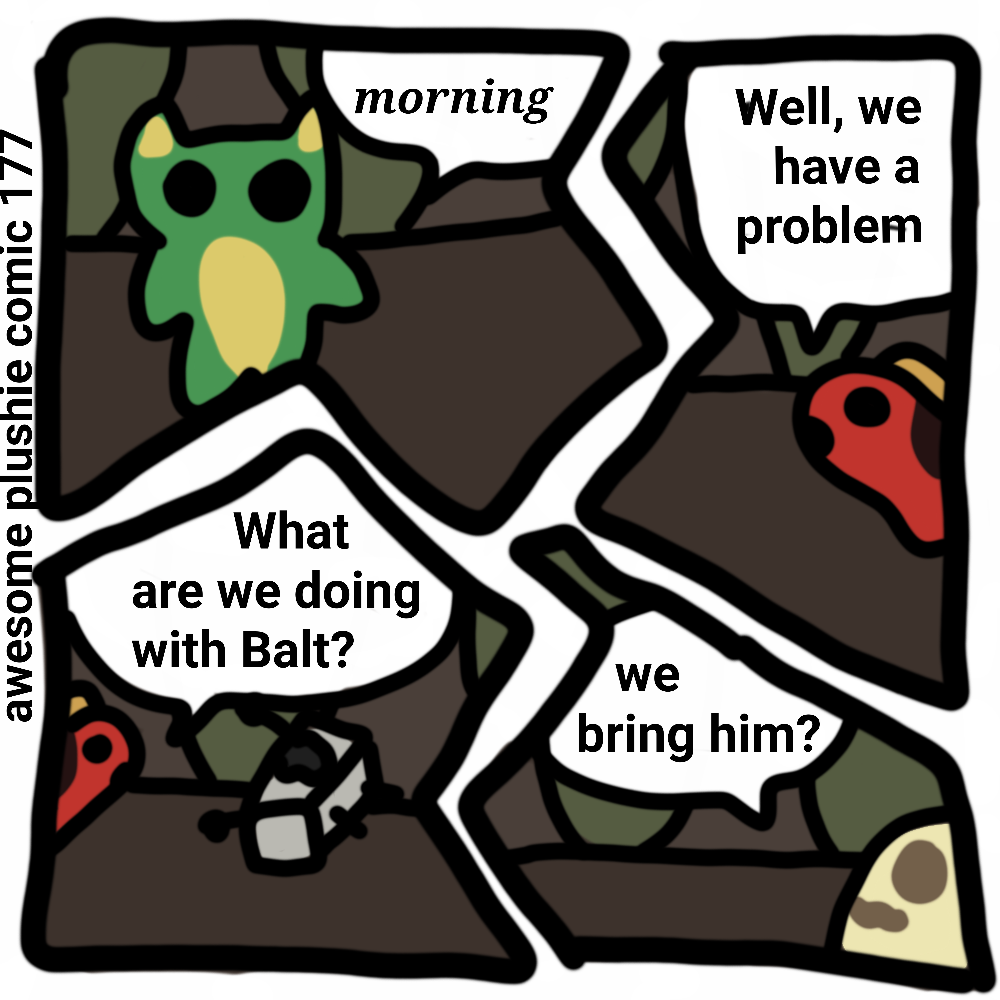 awesome plushie comic 177
morning
Well, we
have a
problem
What
are we doing
with Balt?
we
bring him?